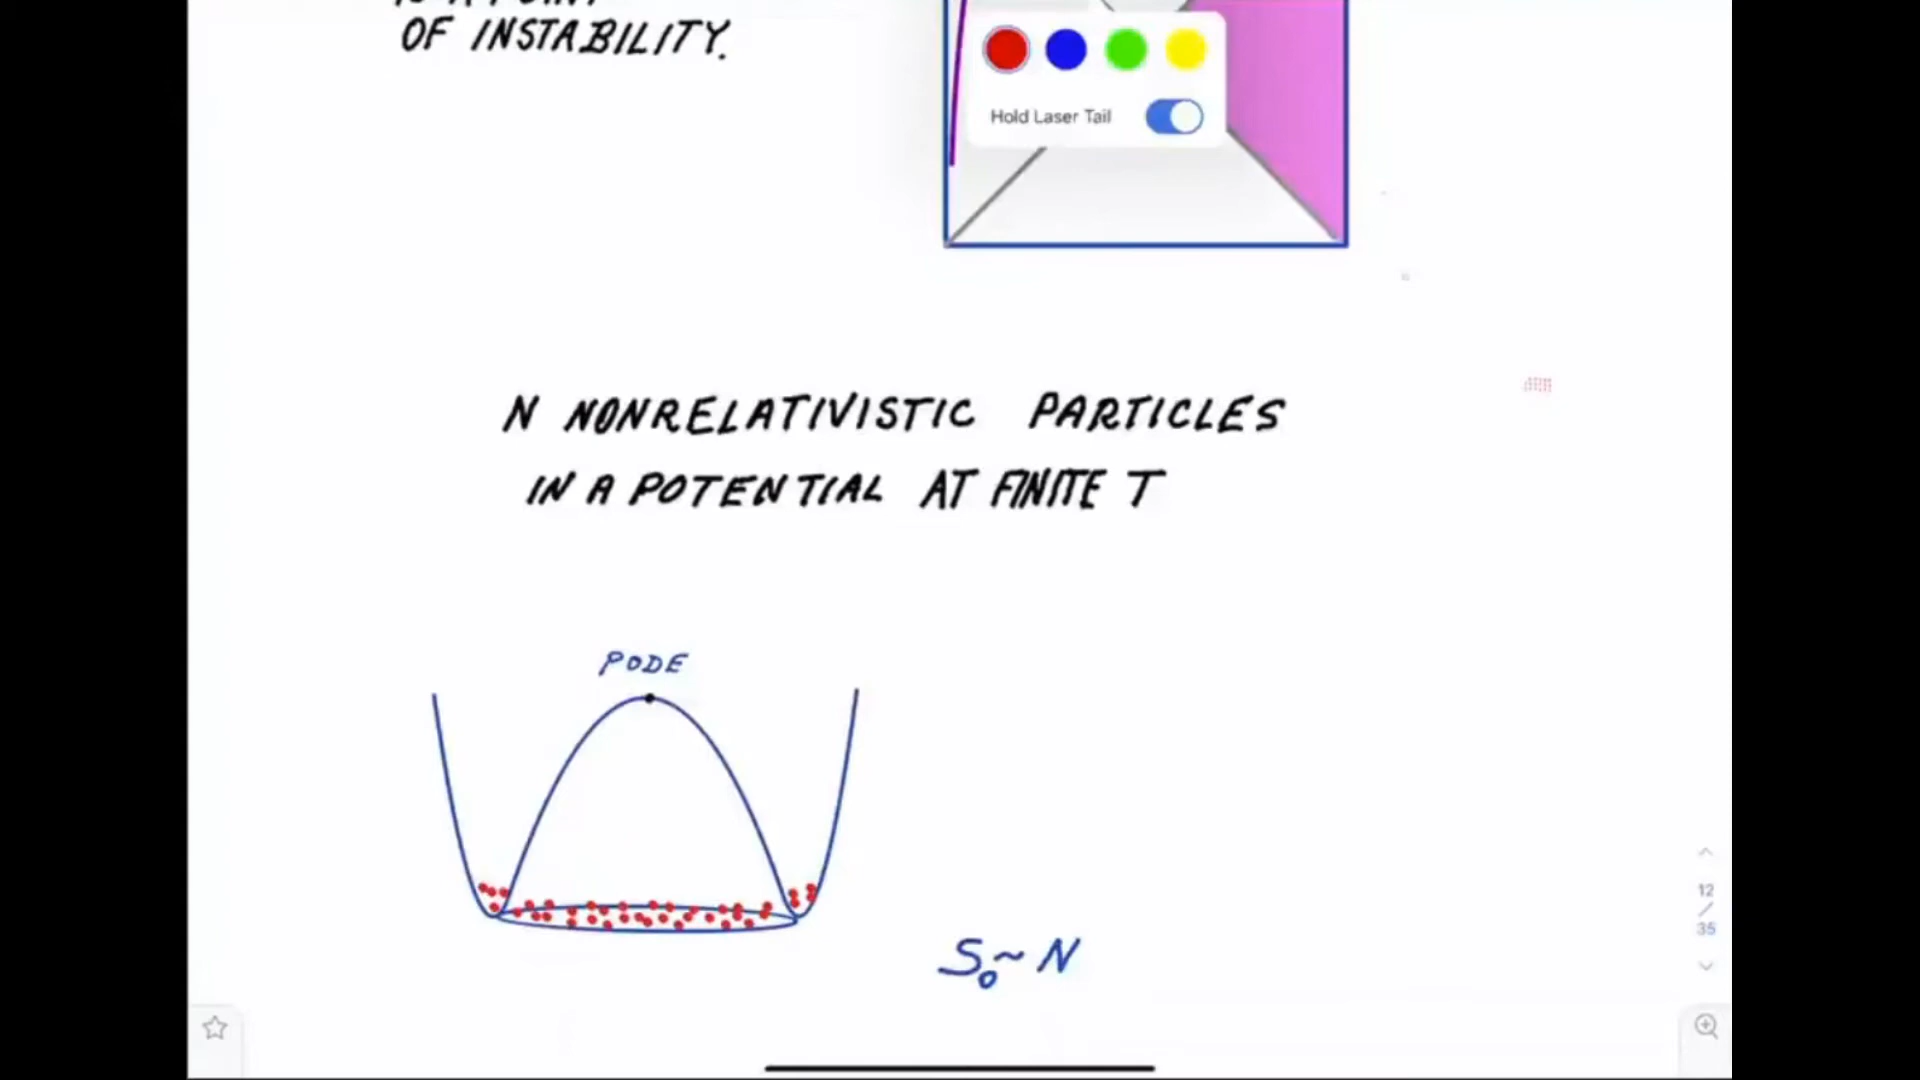 OF INSTABILITY.
Hold Laser Tail
N NONRELATIVISTIC PARTICLES
IN A POTENTIAL AT FINITE T
PODE
S₀ ~ N
12
/
35